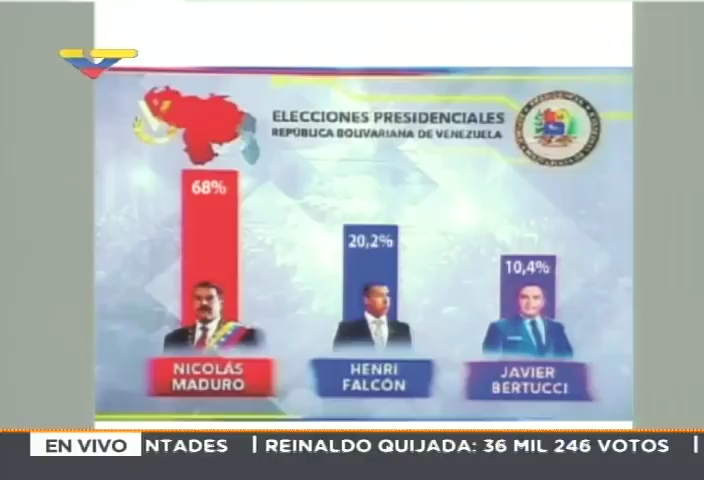 ELECCIONES PRESIDENCIALES
REPÚBLICA BOLIVARIANA DE VENEZUELA
68%
20,2%
10,4%
NICOLÁS
MADURO
HENRI
FALCÓN
JAVIER
BERTUCCI
EN VIVO
NTADES | REINALDO QUIJADA: 36 MIL 246 VOTOS |